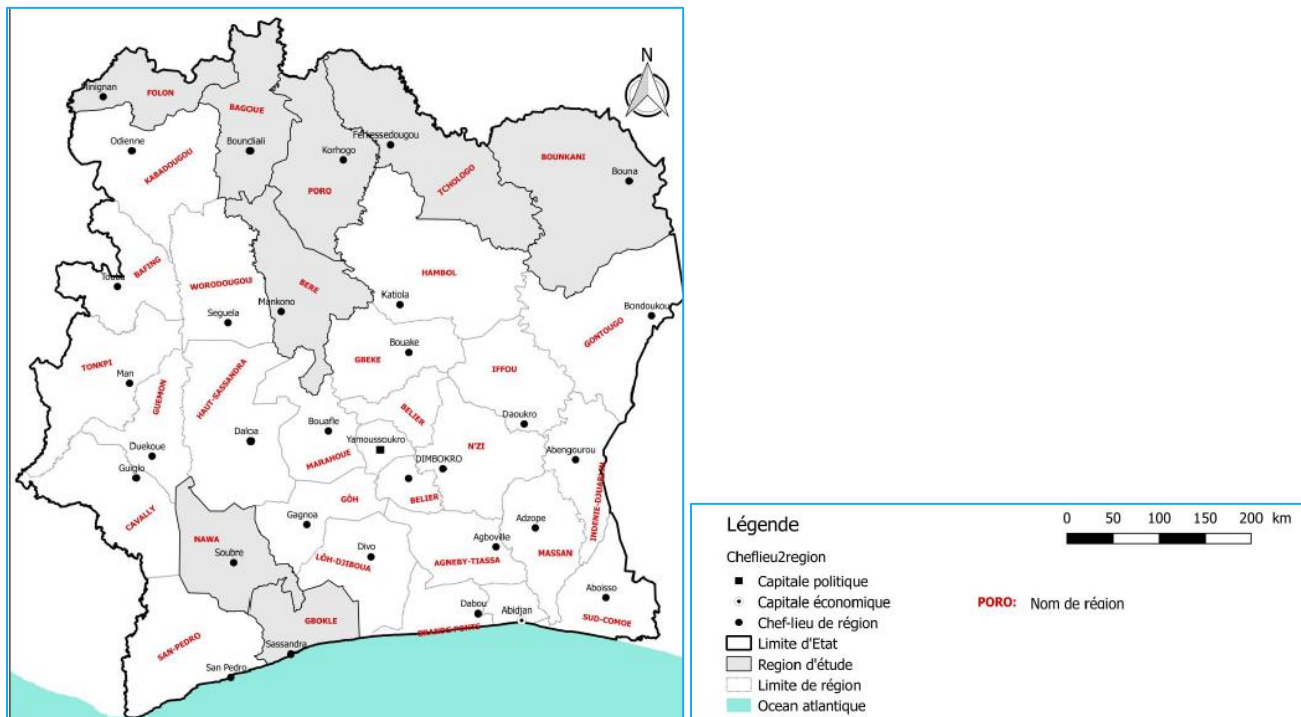 N
Minignan
FOLON
BAGOUE
Odienne
Boundiali
Ferkessedougou
Korhogo
BOUNKANI
Bouna
KABADOUGOU
PORO
TCHOLOGO
BAFING
Touba
WORODOUGOU
BERE
HAMBOL
Mankono
Katiola
Seguela
Bondoukou
GONTOUGO
TONKPI
Man
GUEMON
HAUT-SASSANDRA
GBEKE
Bouake
IFFOU
BELIER
Daoukro
Bouafle
Daloa
Yamoussoukro
MARAHOUE
N'ZI
DIMBOKRO
Abengourou
Duekoue
Guiglo
GÔH
BELIER
INDENIE-DJUABLIN
CAVALLY
NAWA
Gagnoa
Adzope
Soubre
LÔH-DJIBOUA
Divo
Agboville
AGNEBY-TIASSA
MASSAN
Aboisso
GBOKLE
Dabou
Abidjan
SUD-COMOE
GRANDS PONTS
SAN-PEDRO
Sassandra
San Pedro
Légende
0 50 100 150 200 km
Cheflieu2region
Capitale politique
Capitale économique
PORO: Nom de région
Chef-lieu de région
Limite d'Etat
Region d'étude
Limite de région
Ocean atlantique